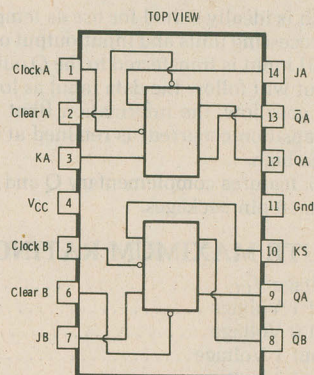 TOP VIEW
Clock A 1
14 JA
Clear A 2
13 Q̅A
KA 3
12 QA
VCC 4
11 Gnd
Clock B 5
10 KS
Clear B 6
9 QA
JB 7
8 Q̅B